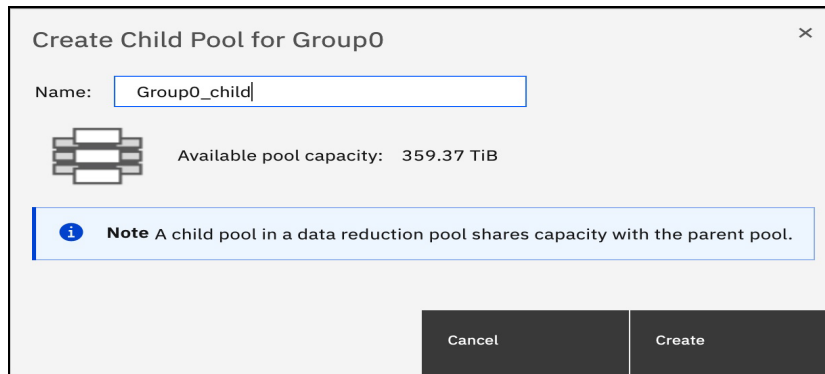 Create Child Pool for Group0
×
Name: Group0_child
Available pool capacity: 359.37 TiB
i Note A child pool in a data reduction pool shares capacity with the parent pool.
Cancel Create